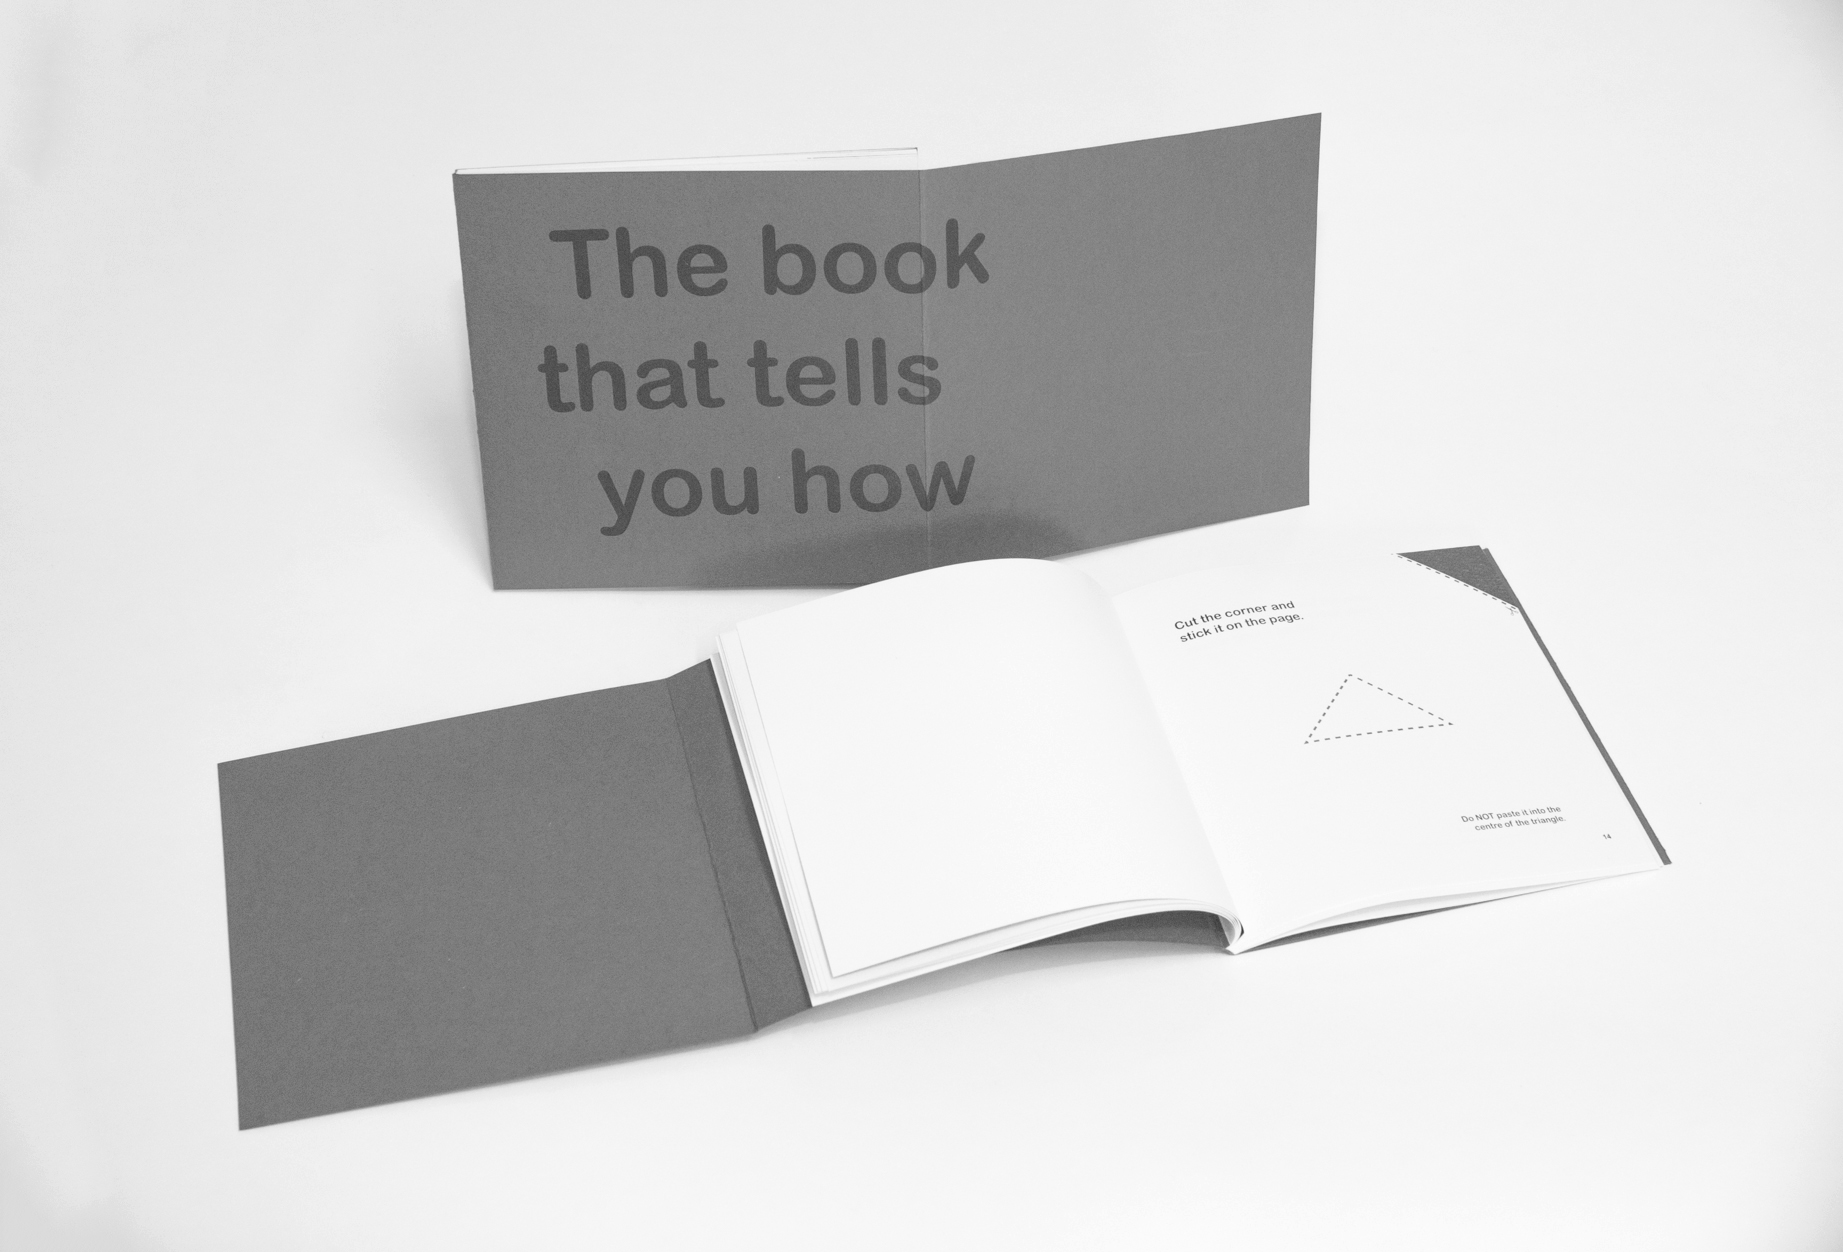 The book
that tells
you how
Cut the corner and
stick it on the page.
Do NOT paste it into the
centre of the triangle.
14